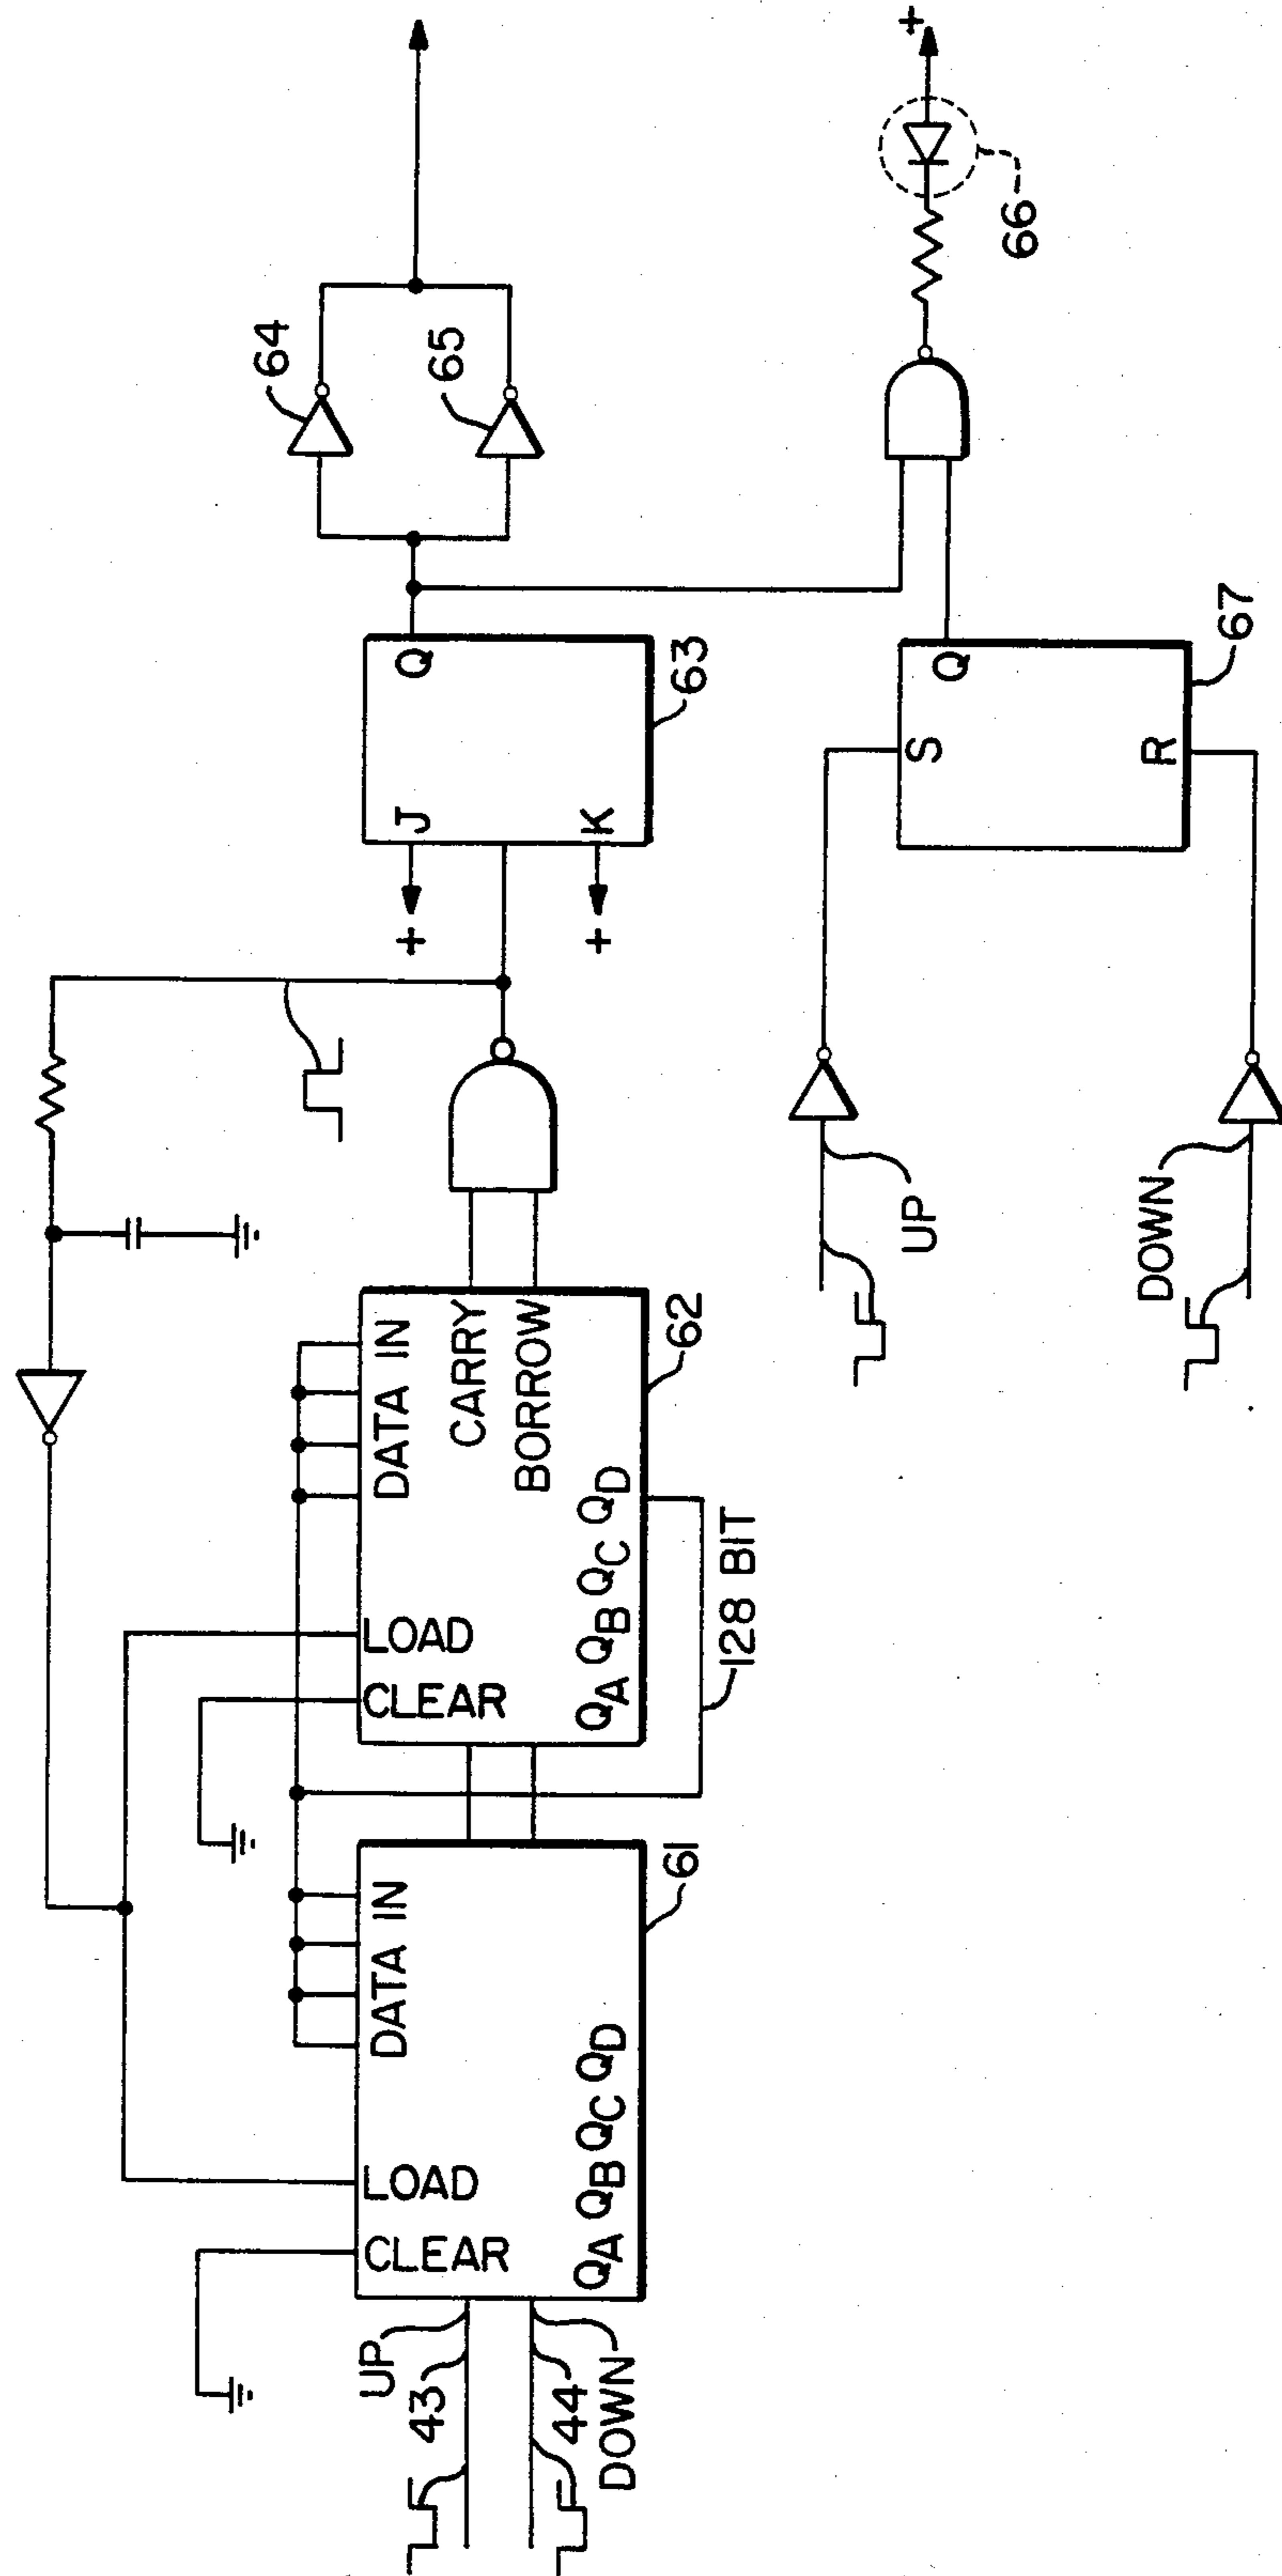 UP
43
44
DOWN
CLEAR
LOAD
DATA IN
QA QB QC QD
61
CLEAR
LOAD
DATA IN
CARRY
BORROW
QA QB QC QD
62
128 BIT
+
J
+
K
Q
63
64
65
UP
DOWN
S
R
Q
67
66
+